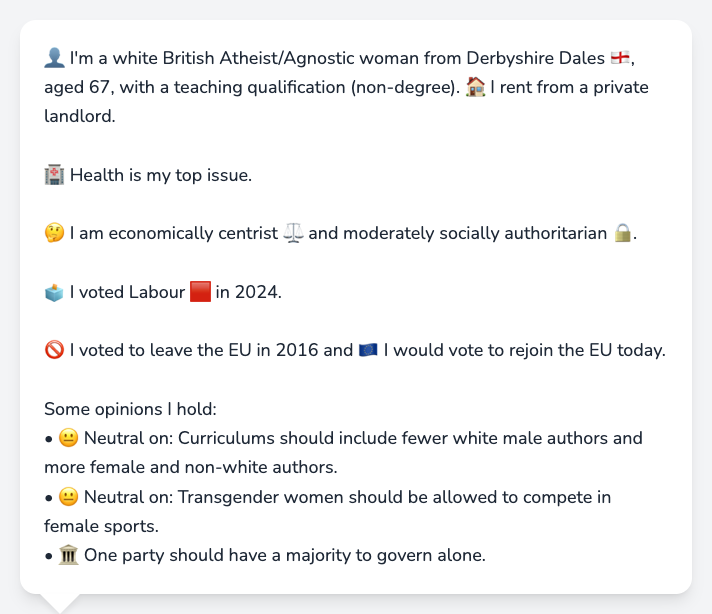 👤 I'm a white British Atheist/Agnostic woman from Derbyshire Dales 🏴󠁧󠁢󠁥󠁮󠁧󠁿,
aged 67, with a teaching qualification (non-degree). 🏠 I rent from a private
landlord.
🏥 Health is my top issue.
🤔 I am economically centrist ⚖️ and moderately socially authoritarian 🔒.
🗳️ I voted Labour 🟥 in 2024.
🚫 I voted to leave the EU in 2016 and 🇪🇺 I would vote to rejoin the EU today.
Some opinions I hold:
• 😐 Neutral on: Curriculums should include fewer white male authors and
more female and non-white authors.
• 😐 Neutral on: Transgender women should be allowed to compete in
female sports.
• 🏛️ One party should have a majority to govern alone.